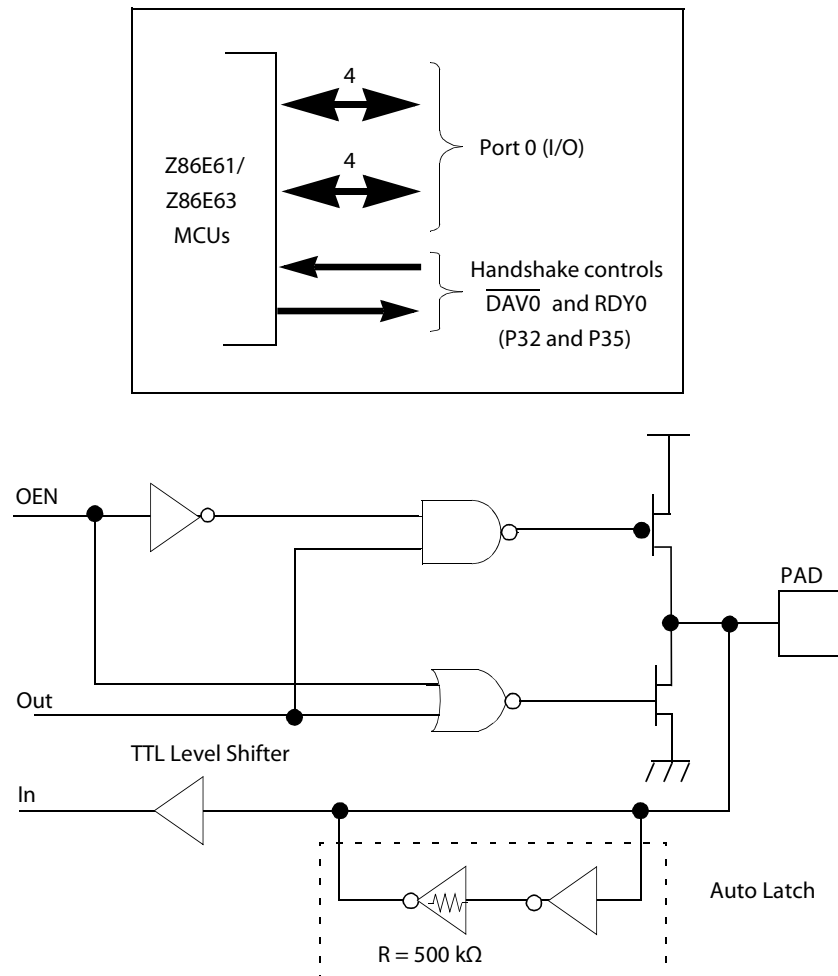 4
Z86E61/
Z86E63
MCUs
Port 0 (I/O)
4
Handshake controls
DAV0 and RDY0
(P32 and P35)
OEN
PAD
Out
TTL Level Shifter
In
Auto Latch
R = 500 kΩ